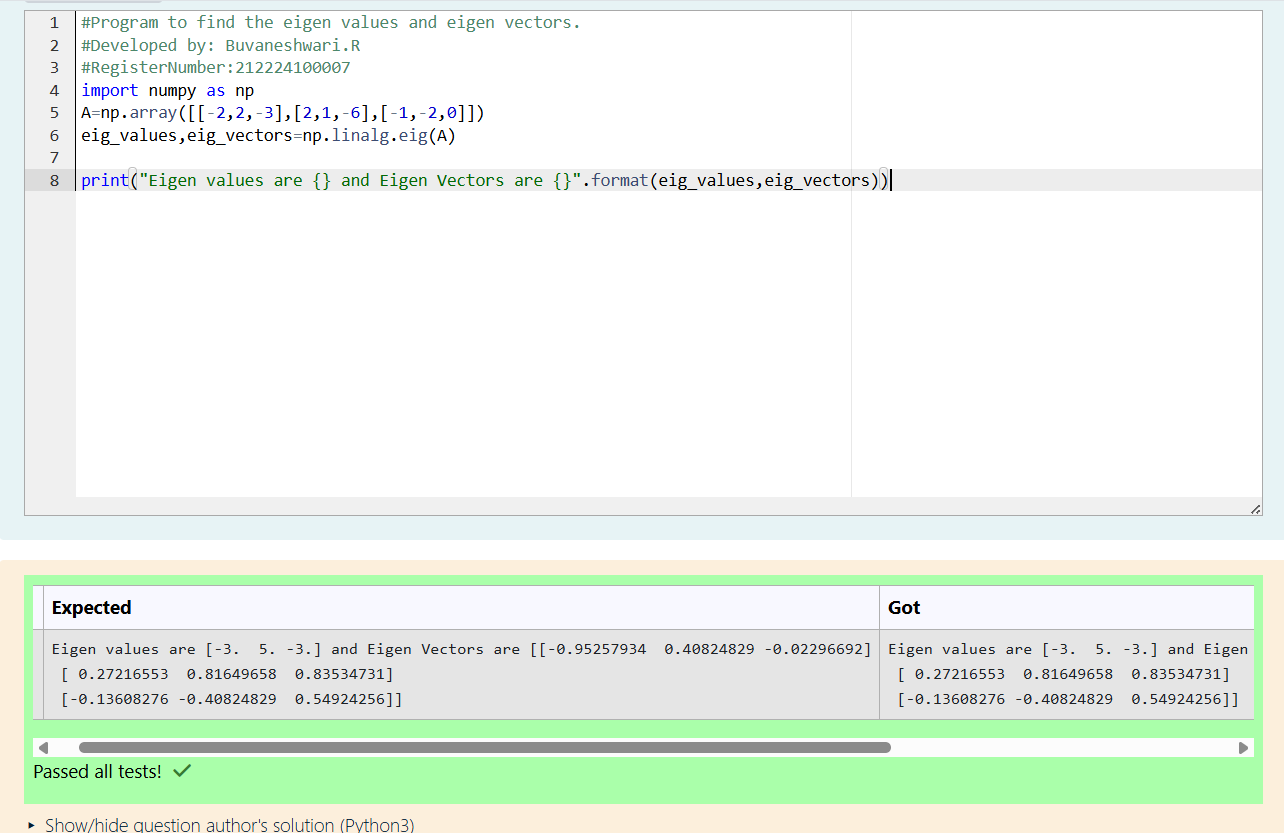 1 #Program to find the eigen values and eigen vectors.
2 #Developed by: Buvaneshwari.R
3 #RegisterNumber:212224100007
4 import numpy as np
5 A=np.array([[-2,2,-3],[2,1,-6],[-1,-2,0]])
6 eig_values,eig_vectors=np.linalg.eig(A)
7
8 print("Eigen values are {} and Eigen Vectors are {}".format(eig_values,eig_vectors))
Expected Got
Eigen values are [-3.  5. -3.] and Eigen Vectors are [[-0.95257934  0.40824829 -0.02296692] Eigen values are [-3.  5. -3.] and Eigen
[ 0.27216553  0.81649658  0.83534731] [ 0.27216553  0.81649658  0.83534731]
[-0.13608276 -0.40824829  0.54924256]] [-0.13608276 -0.40824829  0.54924256]]
Passed all tests! ✓
Show/hide question author's solution (Python3)